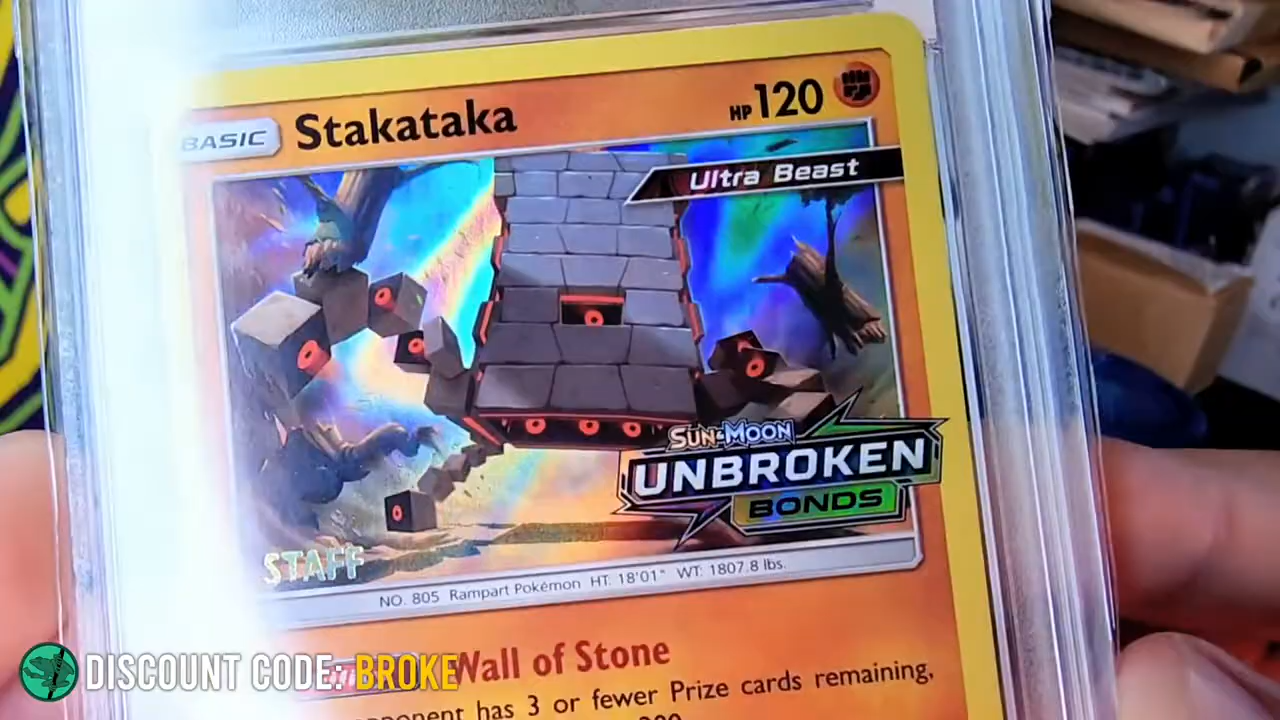 BASIC Stakataka HP 120
Ultra Beast
SUN & MOON
UNBROKEN
BONDS
STAFF
NO. 805 Rampart Pokémon HT: 18'01" WT: 1807.8 lbs.
Wall of Stone
has 3 or fewer Prize cards remaining,
DISCOUNT CODE: BROKE